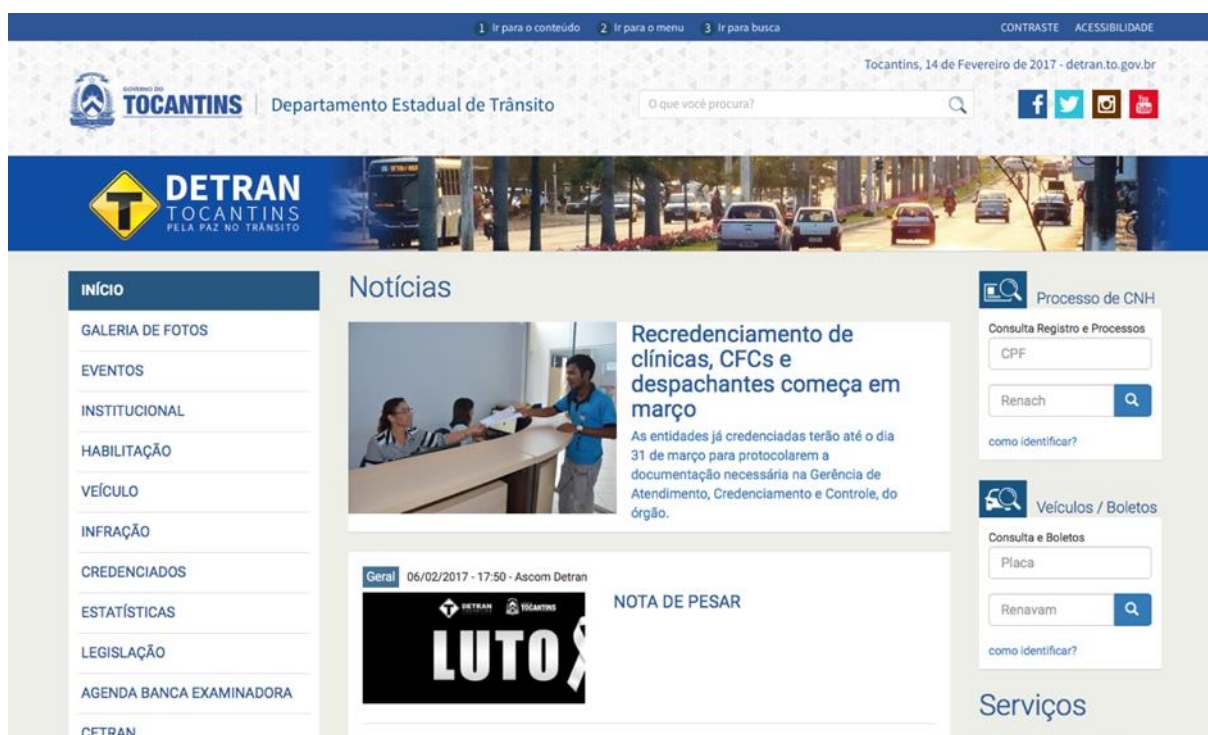 1 Ir para o conteúdo 2 Ir para o menu 3 Ir para busca CONTRASTE ACESSIBILIDADE
Tocantins, 14 de Fevereiro de 2017 - detran.to.gov.br
GOVERNO DO
TOCANTINS Departamento Estadual de Trânsito O que você procura? f You Tube
T DETRAN
TOCANTINS
PELA PAZ NO TRÂNSITO
INÍCIO
GALERIA DE FOTOS
EVENTOS
INSTITUCIONAL
HABILITAÇÃO
VEÍCULO
INFRAÇÃO
CREDENCIADOS
ESTATÍSTICAS
LEGISLAÇÃO
AGENDA BANCA EXAMINADORA
CETRAN
Notícias
Recredenciamento de
clínicas, CFCs e
despachantes começa em
março
As entidades já credenciadas terão até o dia
31 de março para protocolarem a
documentação necessária na Gerência de
Atendimento, Credenciamento e Controle, do
órgão.
Geral 06/02/2017 - 17:50 - Ascom Detran
DETRAN TOCANTINS
LUTO
NOTA DE PESAR
Processo de CNH
Consulta Registro e Processos
CPF
Renach
como identificar?
Veículos / Boletos
Consulta e Boletos
Placa
Renavam
como identificar?
Serviços